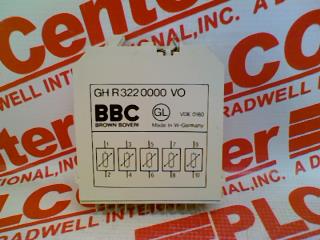 GH R322 0000 VO
BBC
BROWN BOVERI
GL
VDE 0160
Made in W-Germany
1 3 5 7 9
2 4 6 8 10